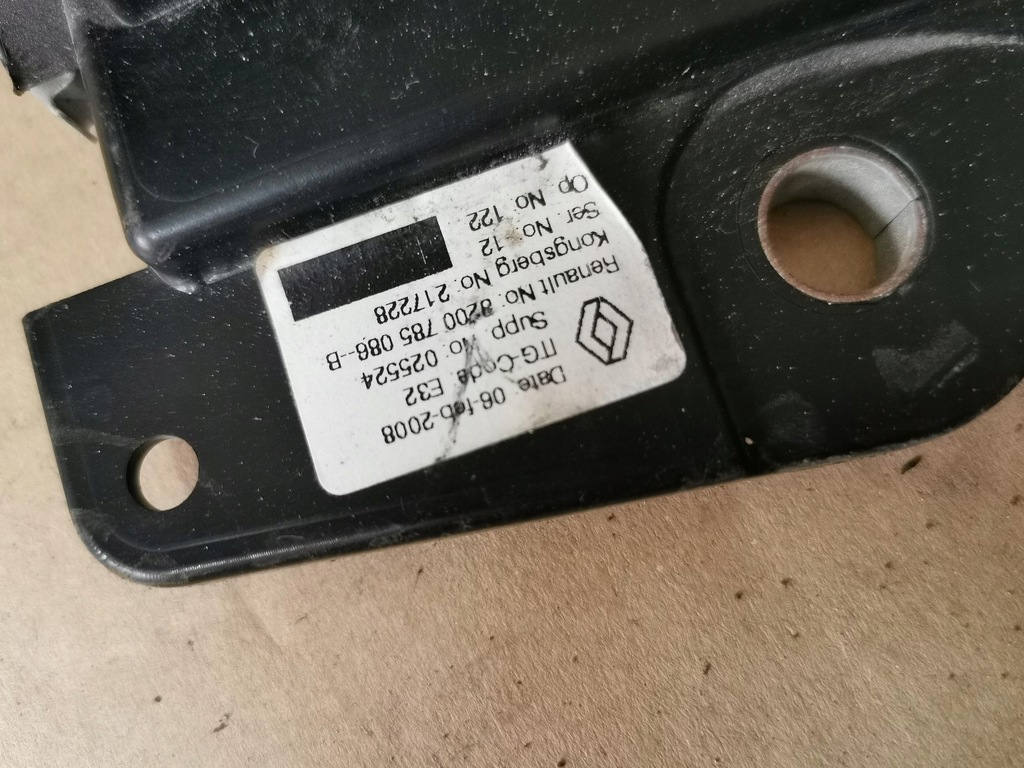 Date: 06-feb-2008
ITG-Code: E32
Supp. No: 025524
Renault No: 8200 785 086--B
Kongsberg No: 217228
Ser. No: 12
Op No: 122